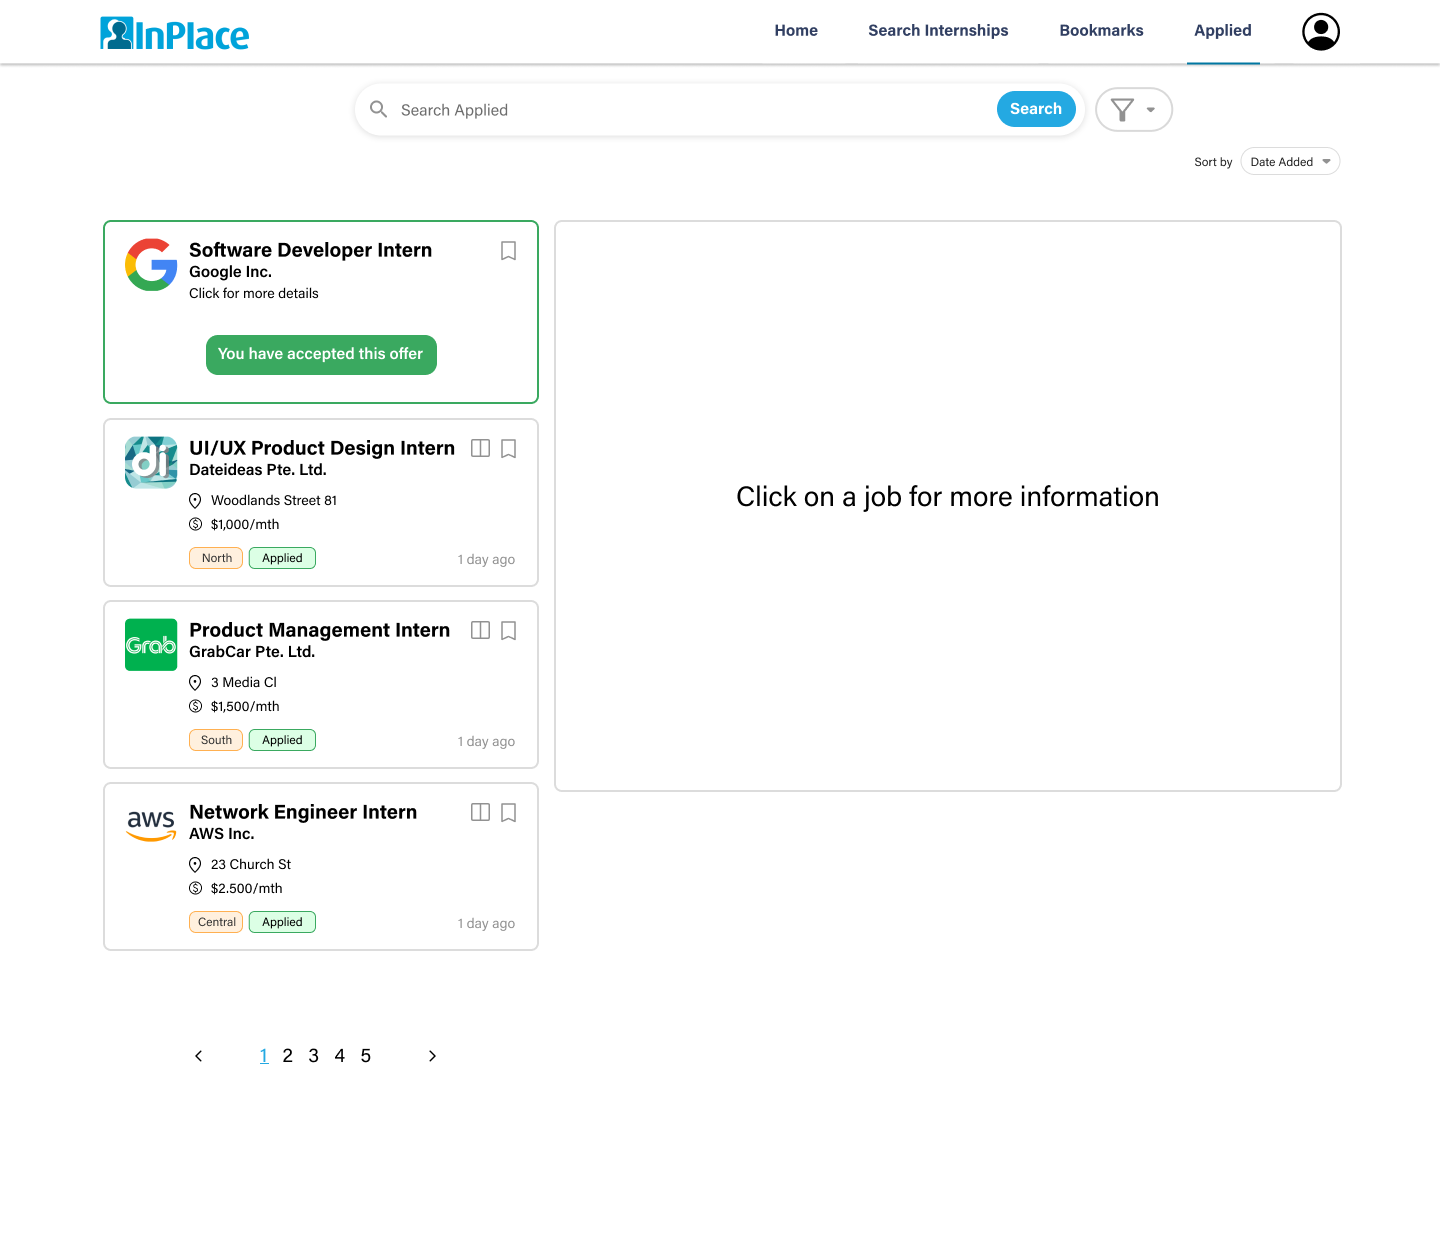 InPlace
Home
Search Internships
Bookmarks
Applied
Search Applied
Search
Sort by
Date Added
Software Developer Intern
Google Inc.
Click for more details
You have accepted this offer
di
UI/UX Product Design Intern
Dateideas Pte. Ltd.
Woodlands Street 81
$1,000/mth
North
Applied
1 day ago
Grab
Product Management Intern
GrabCar Pte. Ltd.
3 Media Cl
$1,500/mth
South
Applied
1 day ago
aws
Network Engineer Intern
AWS Inc.
23 Church St
$2.500/mth
Central
Applied
1 day ago
1 2 3 4 5
Click on a job for more information